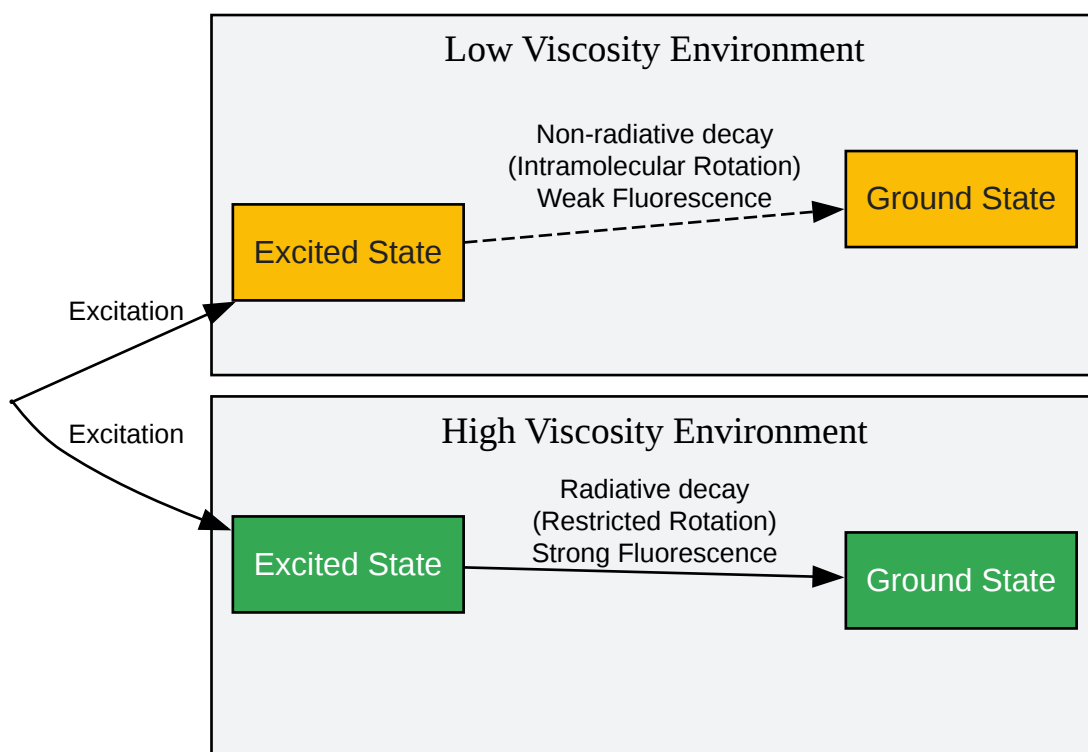 Low Viscosity Environment
Non-radiative decay
(Intramolecular Rotation)
Weak Fluorescence
Ground State
Excited State
Excitation
Excitation
High Viscosity Environment
Radiative decay
(Restricted Rotation)
Strong Fluorescence
Excited State
Ground State